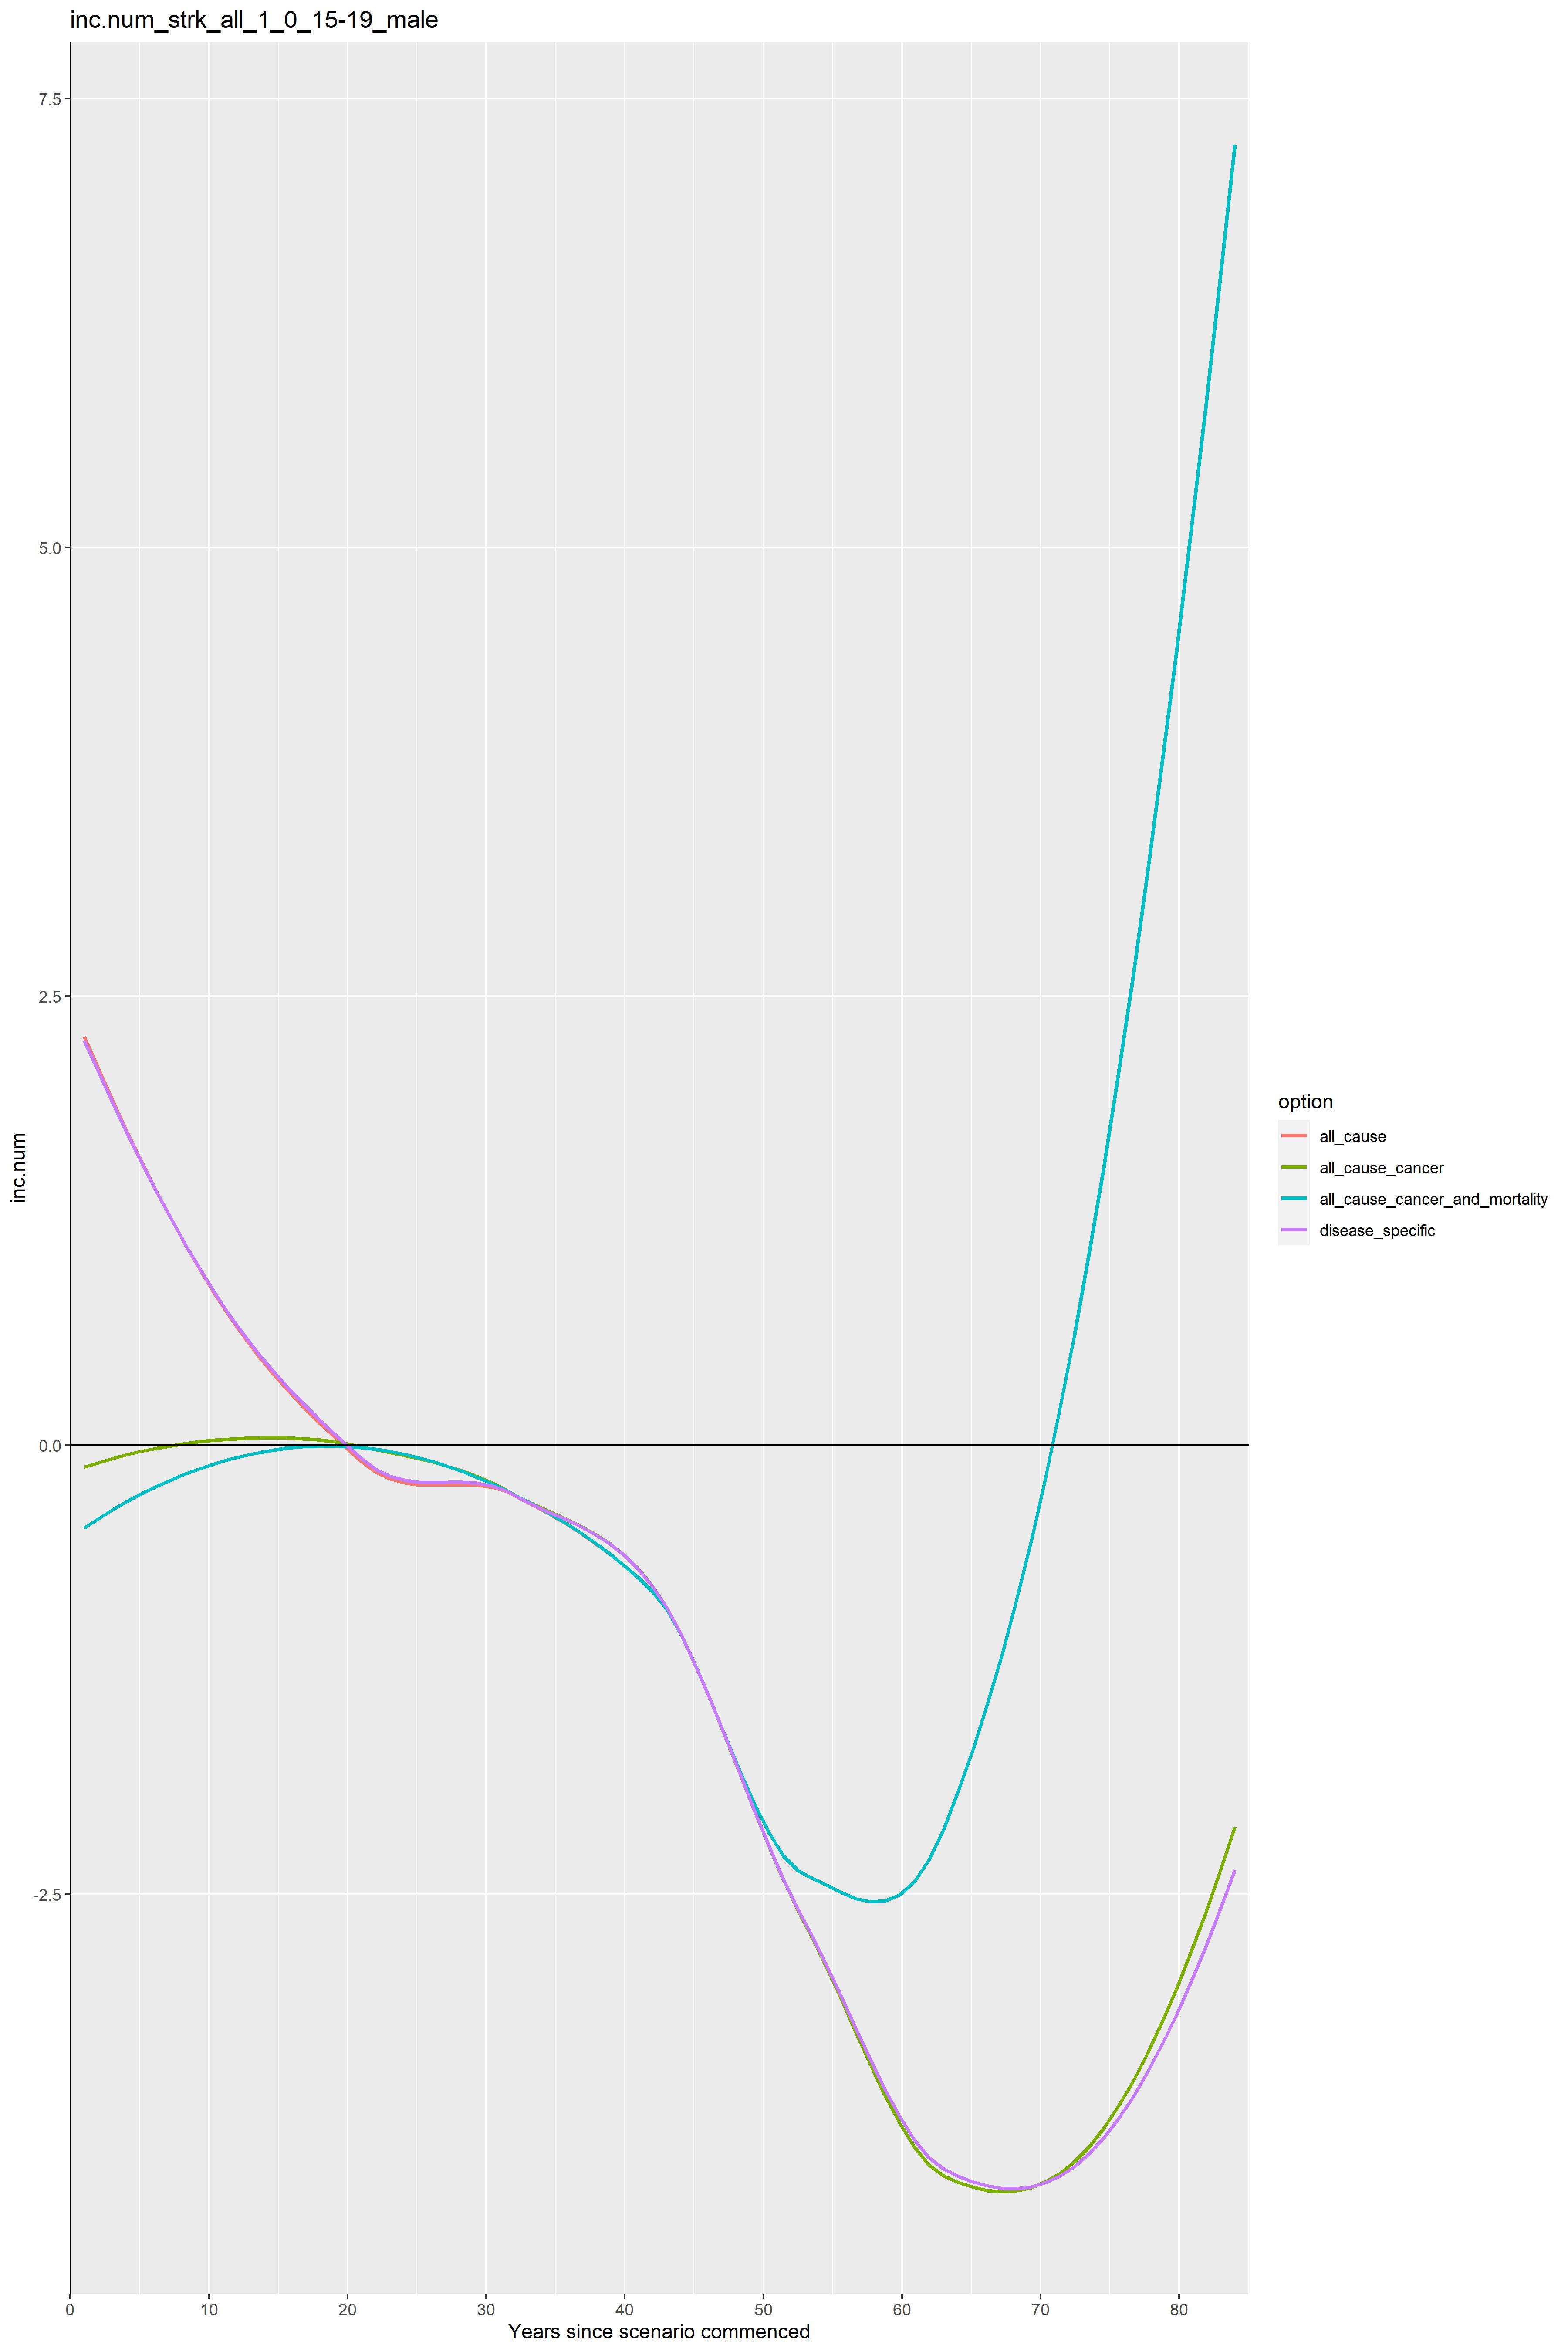 inc.num_strk_all_1_0_15-19_male
7.5
5.0
2.5
0.0
-2.5
inc.num
0 10 20 30 40 50 60 70 80
Years since scenario commenced
option
all_cause
all_cause_cancer
all_cause_cancer_and_mortality
disease_specific